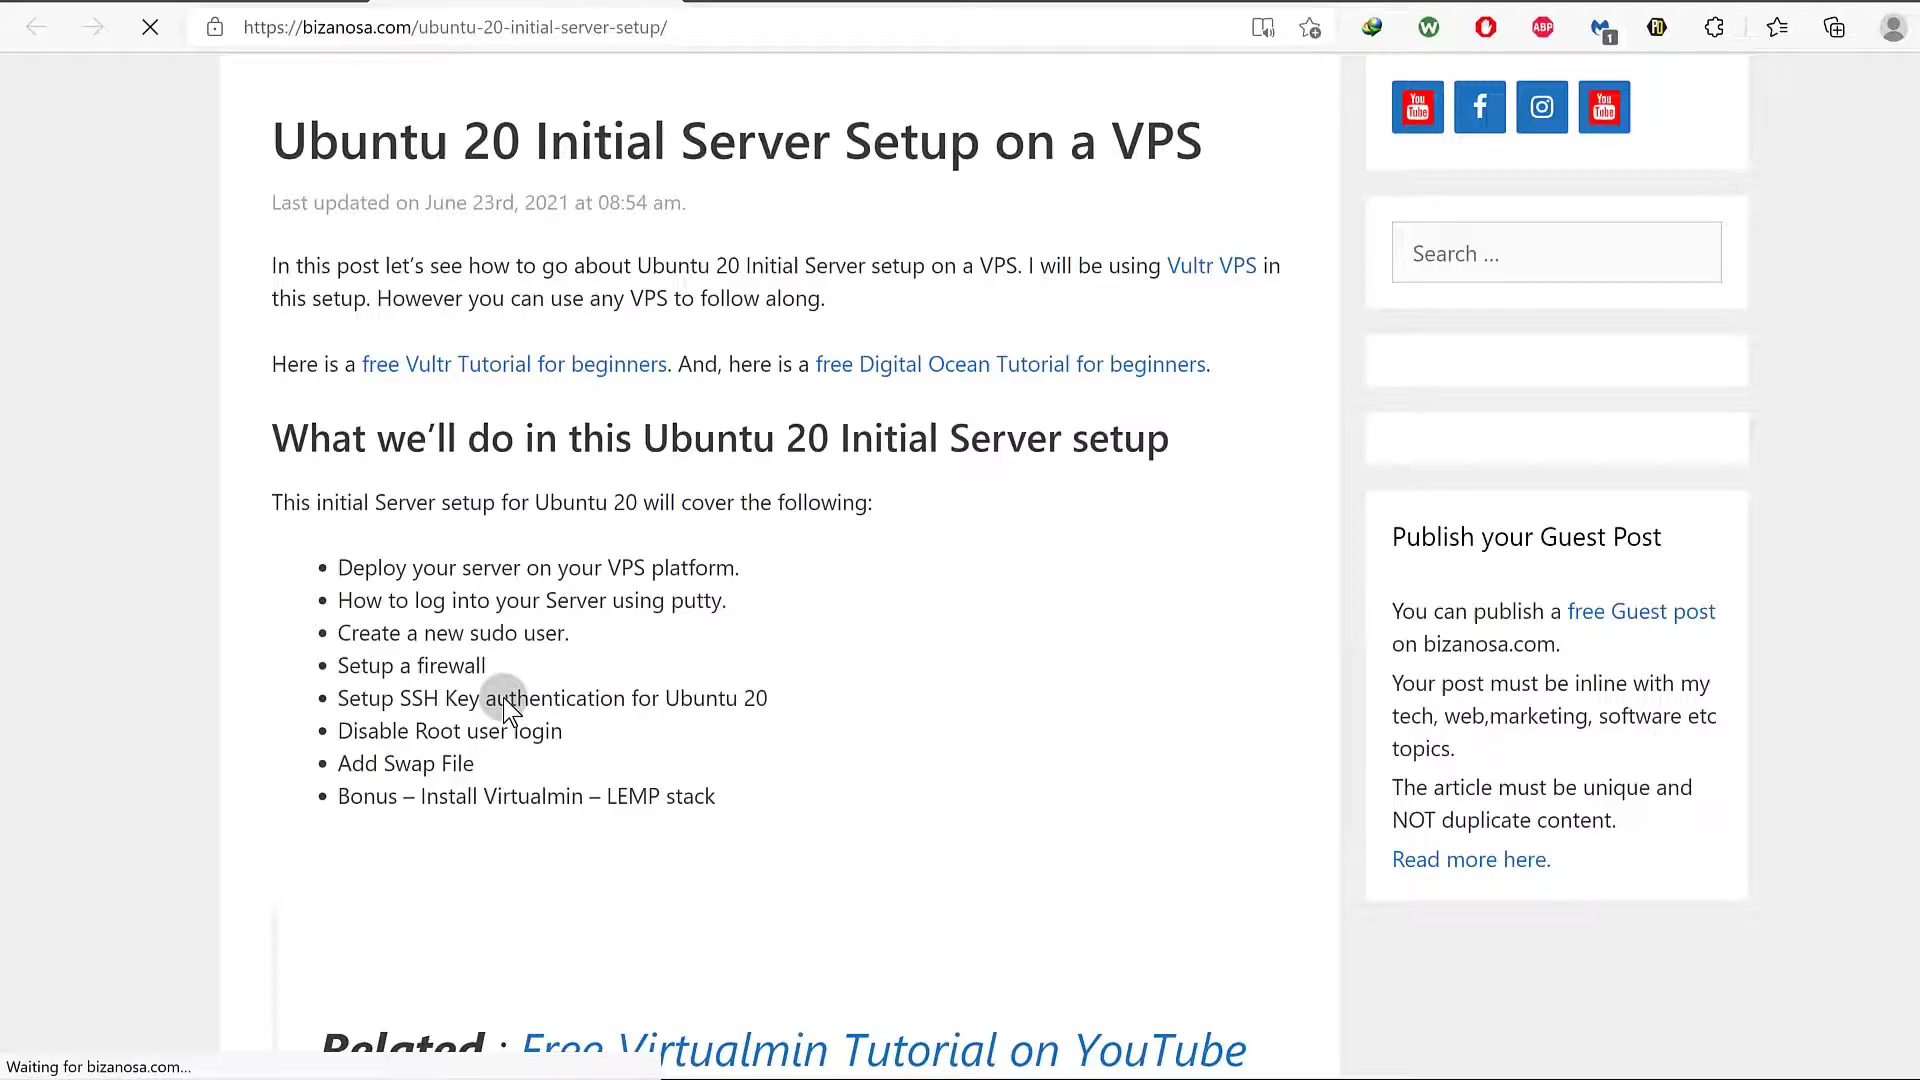 https://bizanosa.com/ubuntu-20-initial-server-setup/
W
ABP
1
Ubuntu 20 Initial Server Setup on a VPS
Last updated on June 23rd, 2021 at 08:54 am.
In this post let’s see how to go about Ubuntu 20 Initial Server setup on a VPS. I will be using Vultr VPS in
this setup. However you can use any VPS to follow along.
Here is a free Vultr Tutorial for beginners. And, here is a free Digital Ocean Tutorial for beginners.
What we’ll do in this Ubuntu 20 Initial Server setup
This initial Server setup for Ubuntu 20 will cover the following:
• Deploy your server on your VPS platform.
• How to log into your Server using putty.
• Create a new sudo user.
• Setup a firewall
• Setup SSH Key authentication for Ubuntu 20
• Disable Root user login
• Add Swap File
• Bonus – Install Virtualmin – LEMP stack
Related : Free Virtualmin Tutorial on YouTube
You Tube
You Tube
Search ...
Publish your Guest Post
You can publish a free Guest post
on bizanosa.com.
Your post must be inline with my
tech, web,marketing, software etc
topics.
The article must be unique and
NOT duplicate content.
Read more here.
Waiting for bizanosa.com...